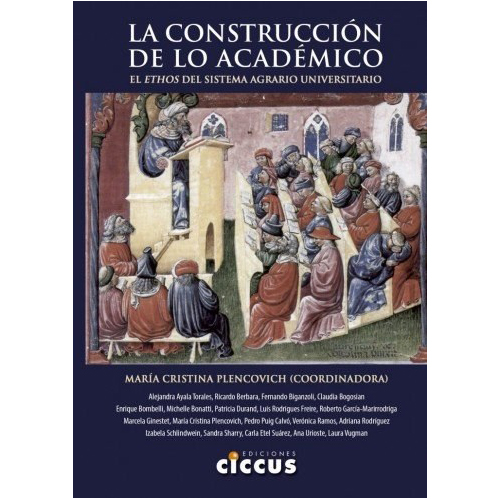 LA CONSTRUCCIÓN
DE LO ACADÉMICO
EL ETHOS DEL SISTEMA AGRARIO UNIVERSITARIO
MARÍA CRISTINA PLENCOVICH (COORDINADORA)
Alejandra Ayala Torales, Ricardo Berbara, Fernando Biganzoli, Claudia Bogosian
Enrique Bombelli, Michelle Bonatti, Patricia Durand, Luis Rodrigues Freire, Roberto García-Marirrodriga
Marcela Ginestet, María Cristina Plencovich, Pedro Puig Calvó, Verónica Ramos, Adriana Rodríguez
Izabela Schlindwein, Sandra Sharry, Carla Etel Suárez, Ana Urioste, Laura Vugman
EDICIONES
CICCUS